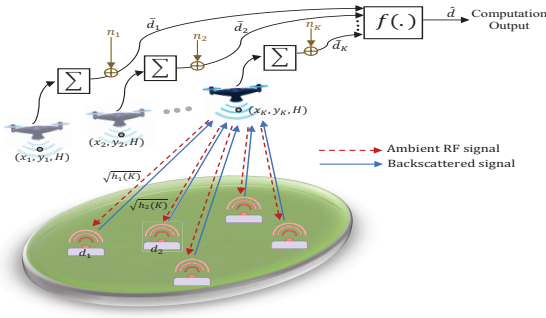 n₁
d̄₁
n₂
d̄₂
n_K
d̄_K
f(.)
d̂
Computation
Output
∑
∑
∑
(x₁, y₁, H)
(x₂, y₂, H)
(x_K, y_K, H)
√h₁(K)
√h₂(K)
Ambient RF signal
Backscattered signal
d₁
d₂